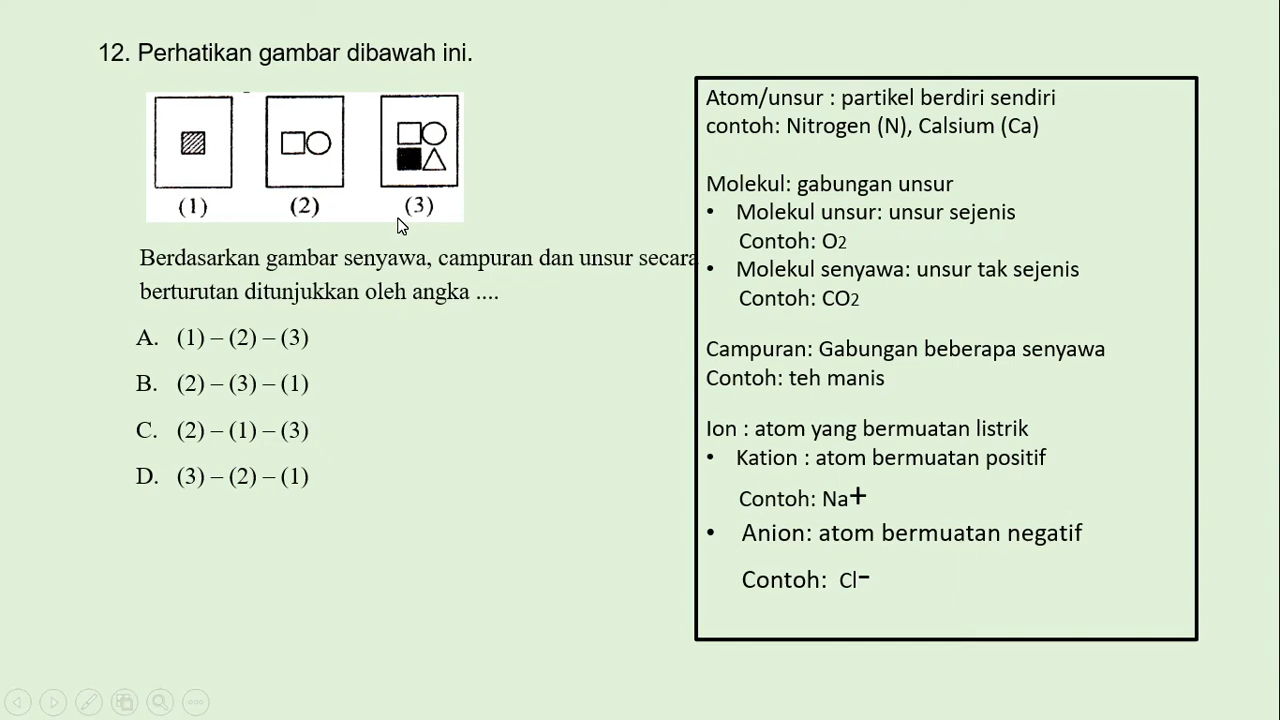 12. Perhatikan gambar dibawah ini.
(1) (2) (3)
Berdasarkan gambar senyawa, campuran dan unsur secara
berturutan ditunjukkan oleh angka ....
A. (1) – (2) – (3)
B. (2) – (3) – (1)
C. (2) – (1) – (3)
D. (3) – (2) – (1)
Atom/unsur : partikel berdiri sendiri
contoh: Nitrogen (N), Calsium (Ca)
Molekul: gabungan unsur
• Molekul unsur: unsur sejenis
Contoh: O2
• Molekul senyawa: unsur tak sejenis
Contoh: CO2
Campuran: Gabungan beberapa senyawa
Contoh: teh manis
Ion : atom yang bermuatan listrik
• Kation : atom bermuatan positif
Contoh: Na+
• Anion: atom bermuatan negatif
Contoh: Cl-